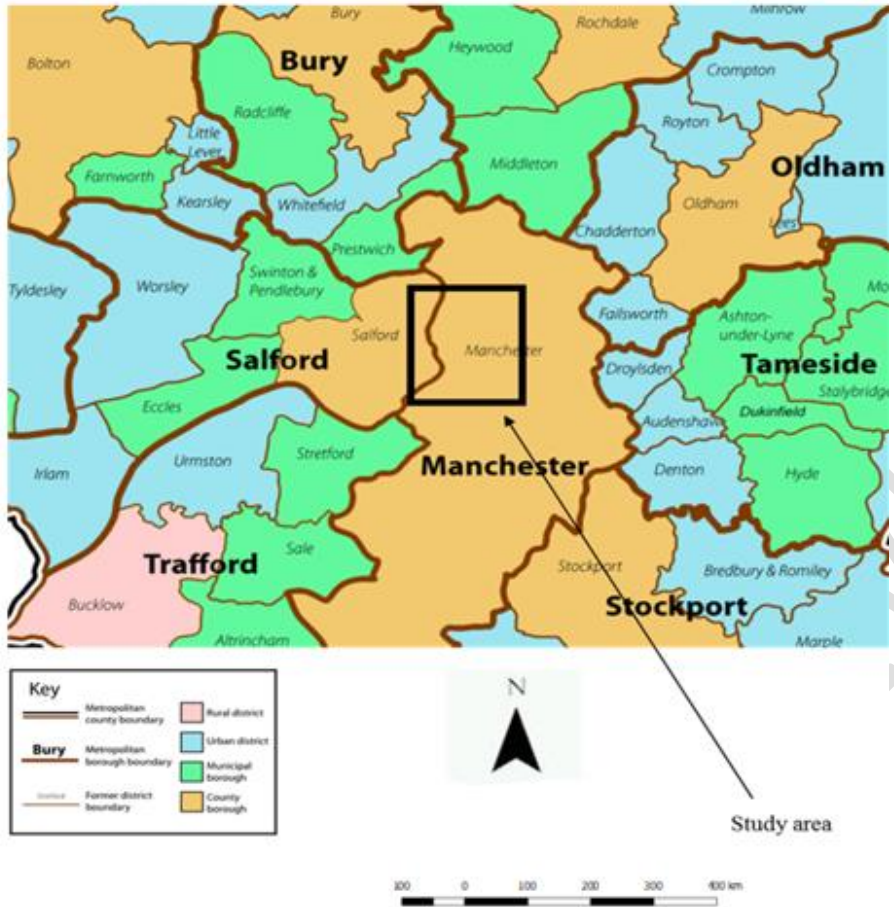 Bury
Rochdale
Milnrow
Bolton
Bury
Heywood
Crompton
Radcliffe
Royton
Little
Lever
Middleton
Oldham
Farnworth
Kearsley
Whitefield
Oldham
Lees
Chadderton
Prestwich
Tyldesley
Worsley
Swinton &
Pendlebury
Mo
Failsworth
Ashton-
under-Lyne
Salford
Manchester
Salford
Droylsden
Tameside
Stalybridge
Eccles
Audenshaw
Dukinfield
Irlam
Urmston
Stretford
Manchester
Denton
Hyde
Trafford
Sale
Stockport
Bredbury & Romiley
Bucklow
Stockport
Altrincham
Marple
Key
Metropolitan
county boundary
Rural district
Bury
Metropolitan
borough boundary
Urban district
Municipal
borough
Former district
boundary
County
borough
N
Study area
100 0 100 200 300 400 km